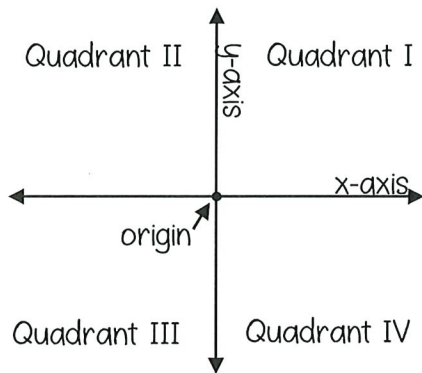 Quadrant II
Quadrant I
y-axis
x-axis
origin
Quadrant III
Quadrant IV